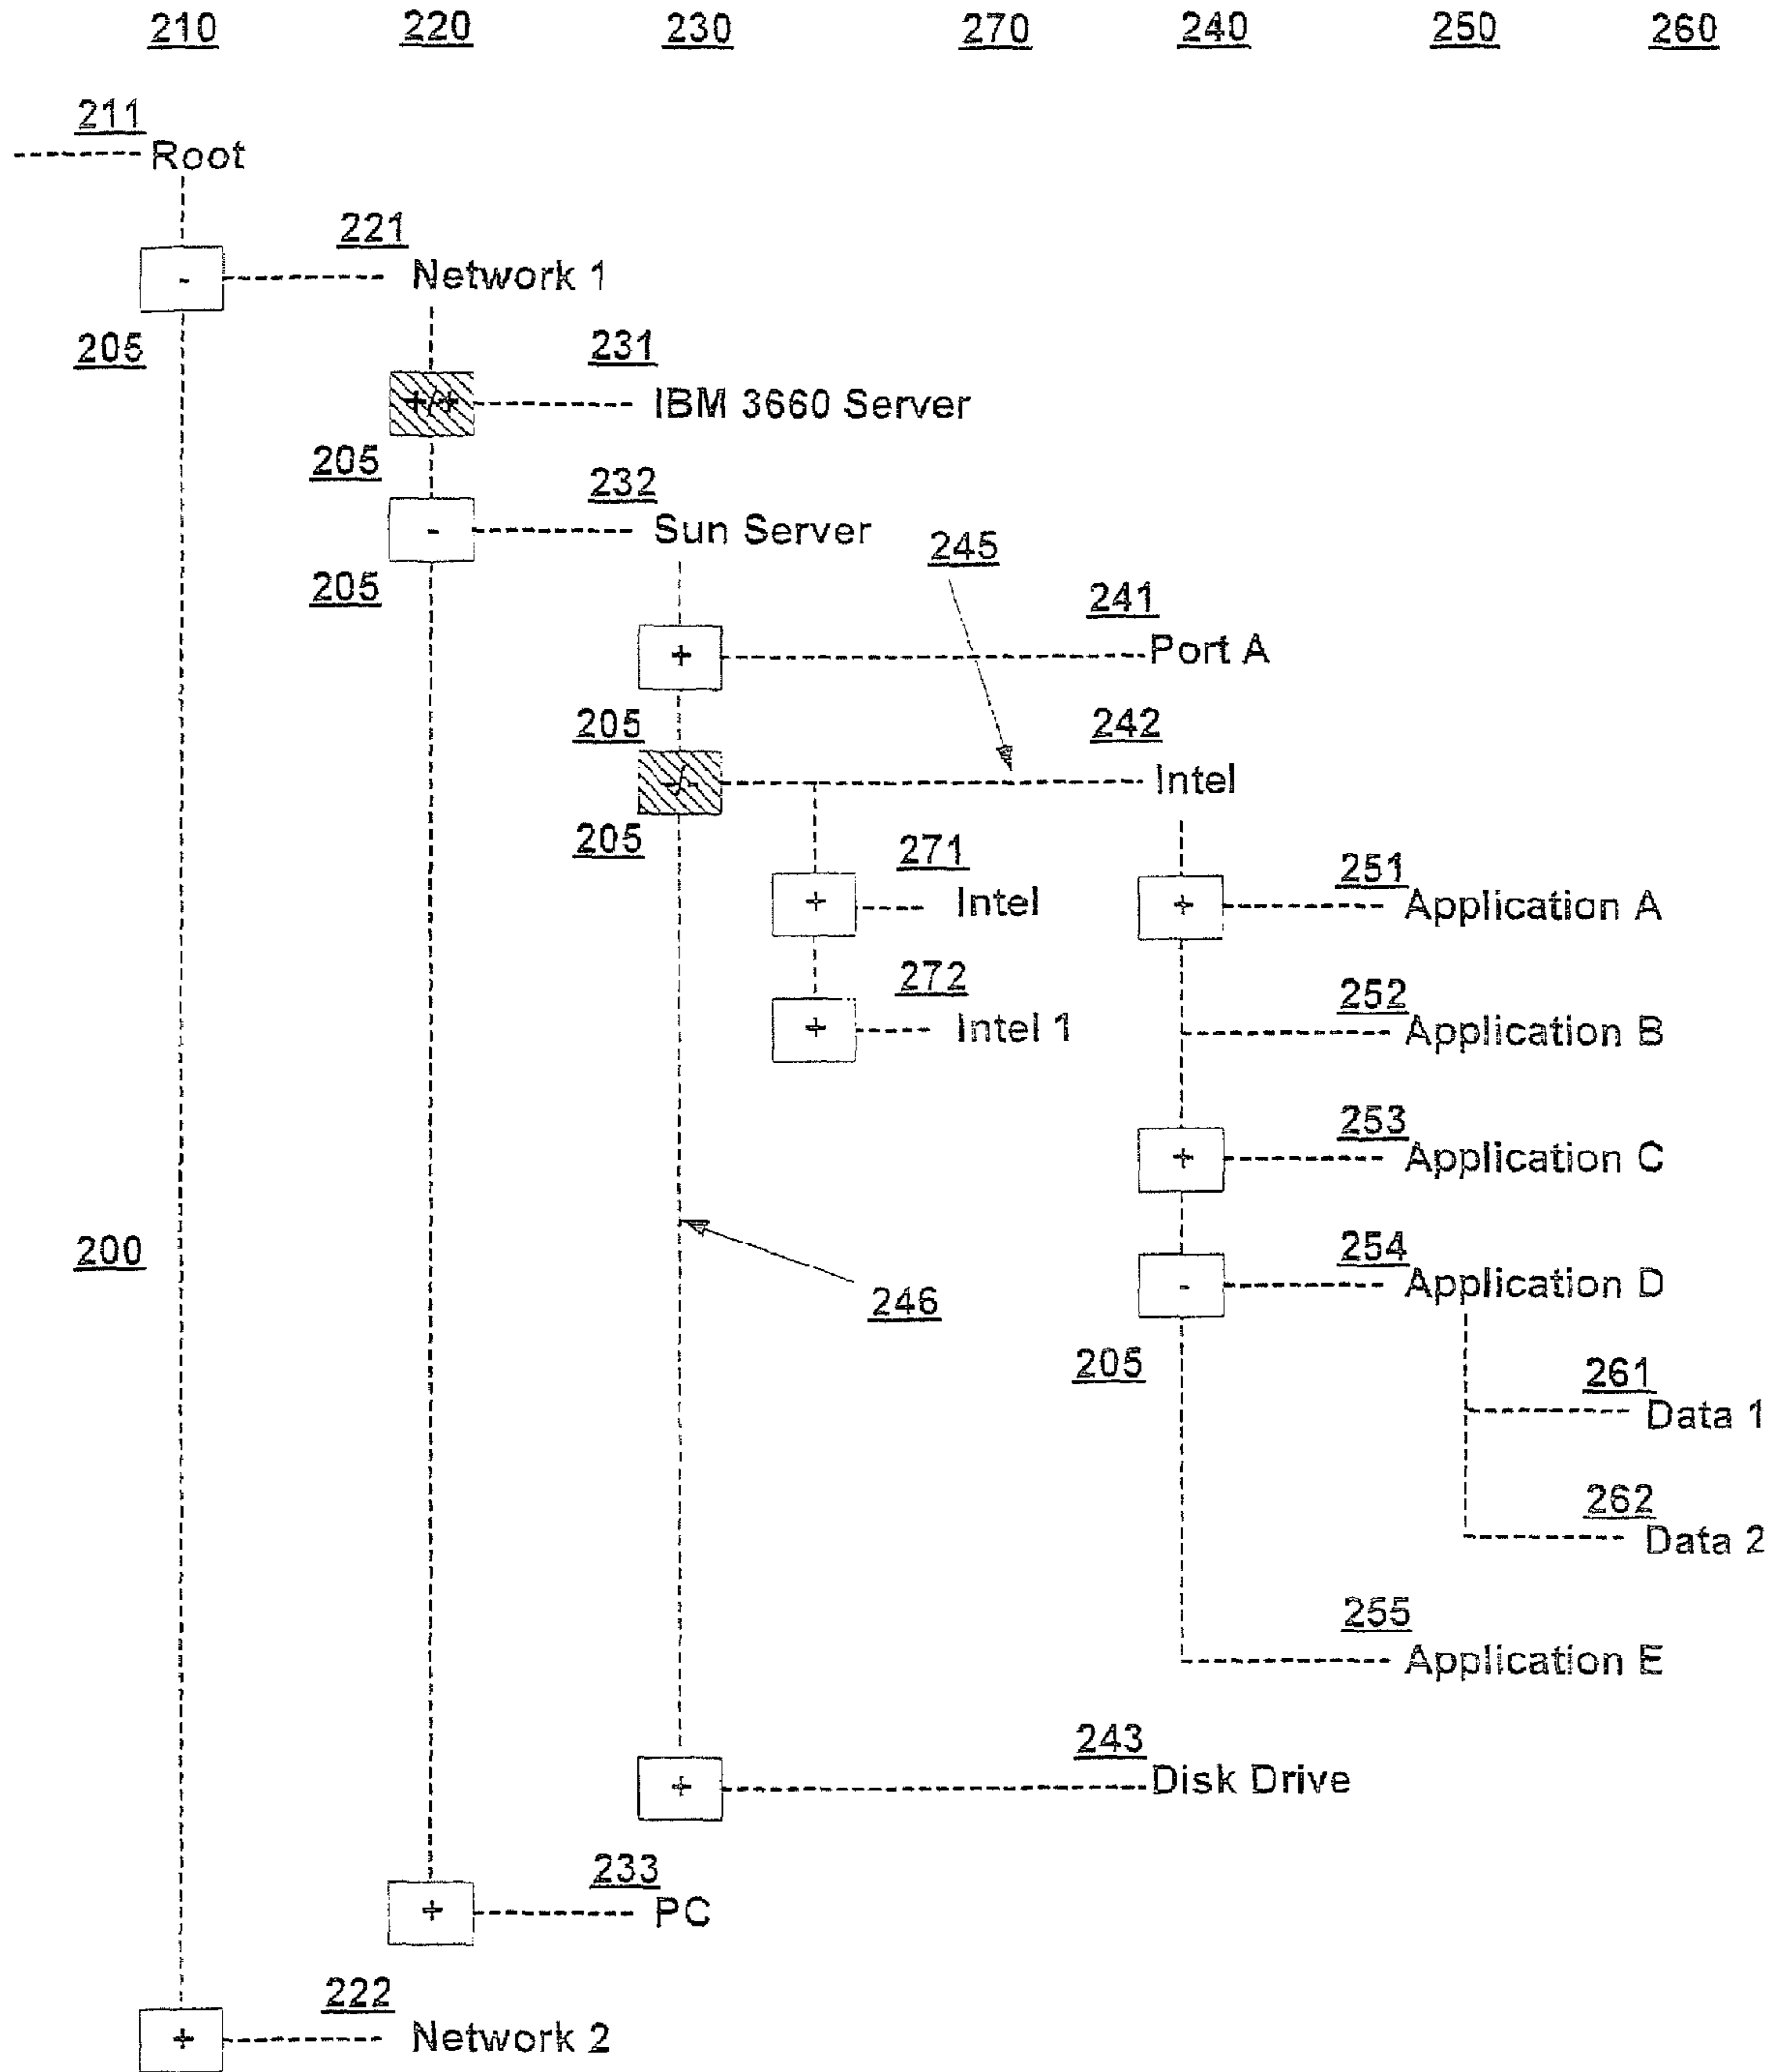 210 220 230 270 240 250 260
211
Root
221
- Network 1
205 231
+/+ IBM 3660 Server
205 232
- Sun Server
245
205 241
+ Port A
205 242
-/- Intel
205 271 251
+ Intel + Application A
272 252
+ Intel 1 Application B
253
+ Application C
200 254
- Application D
246
205 261
Data 1
262
Data 2
255
Application E
243
+ Disk Drive
233
+ PC
222
+ Network 2